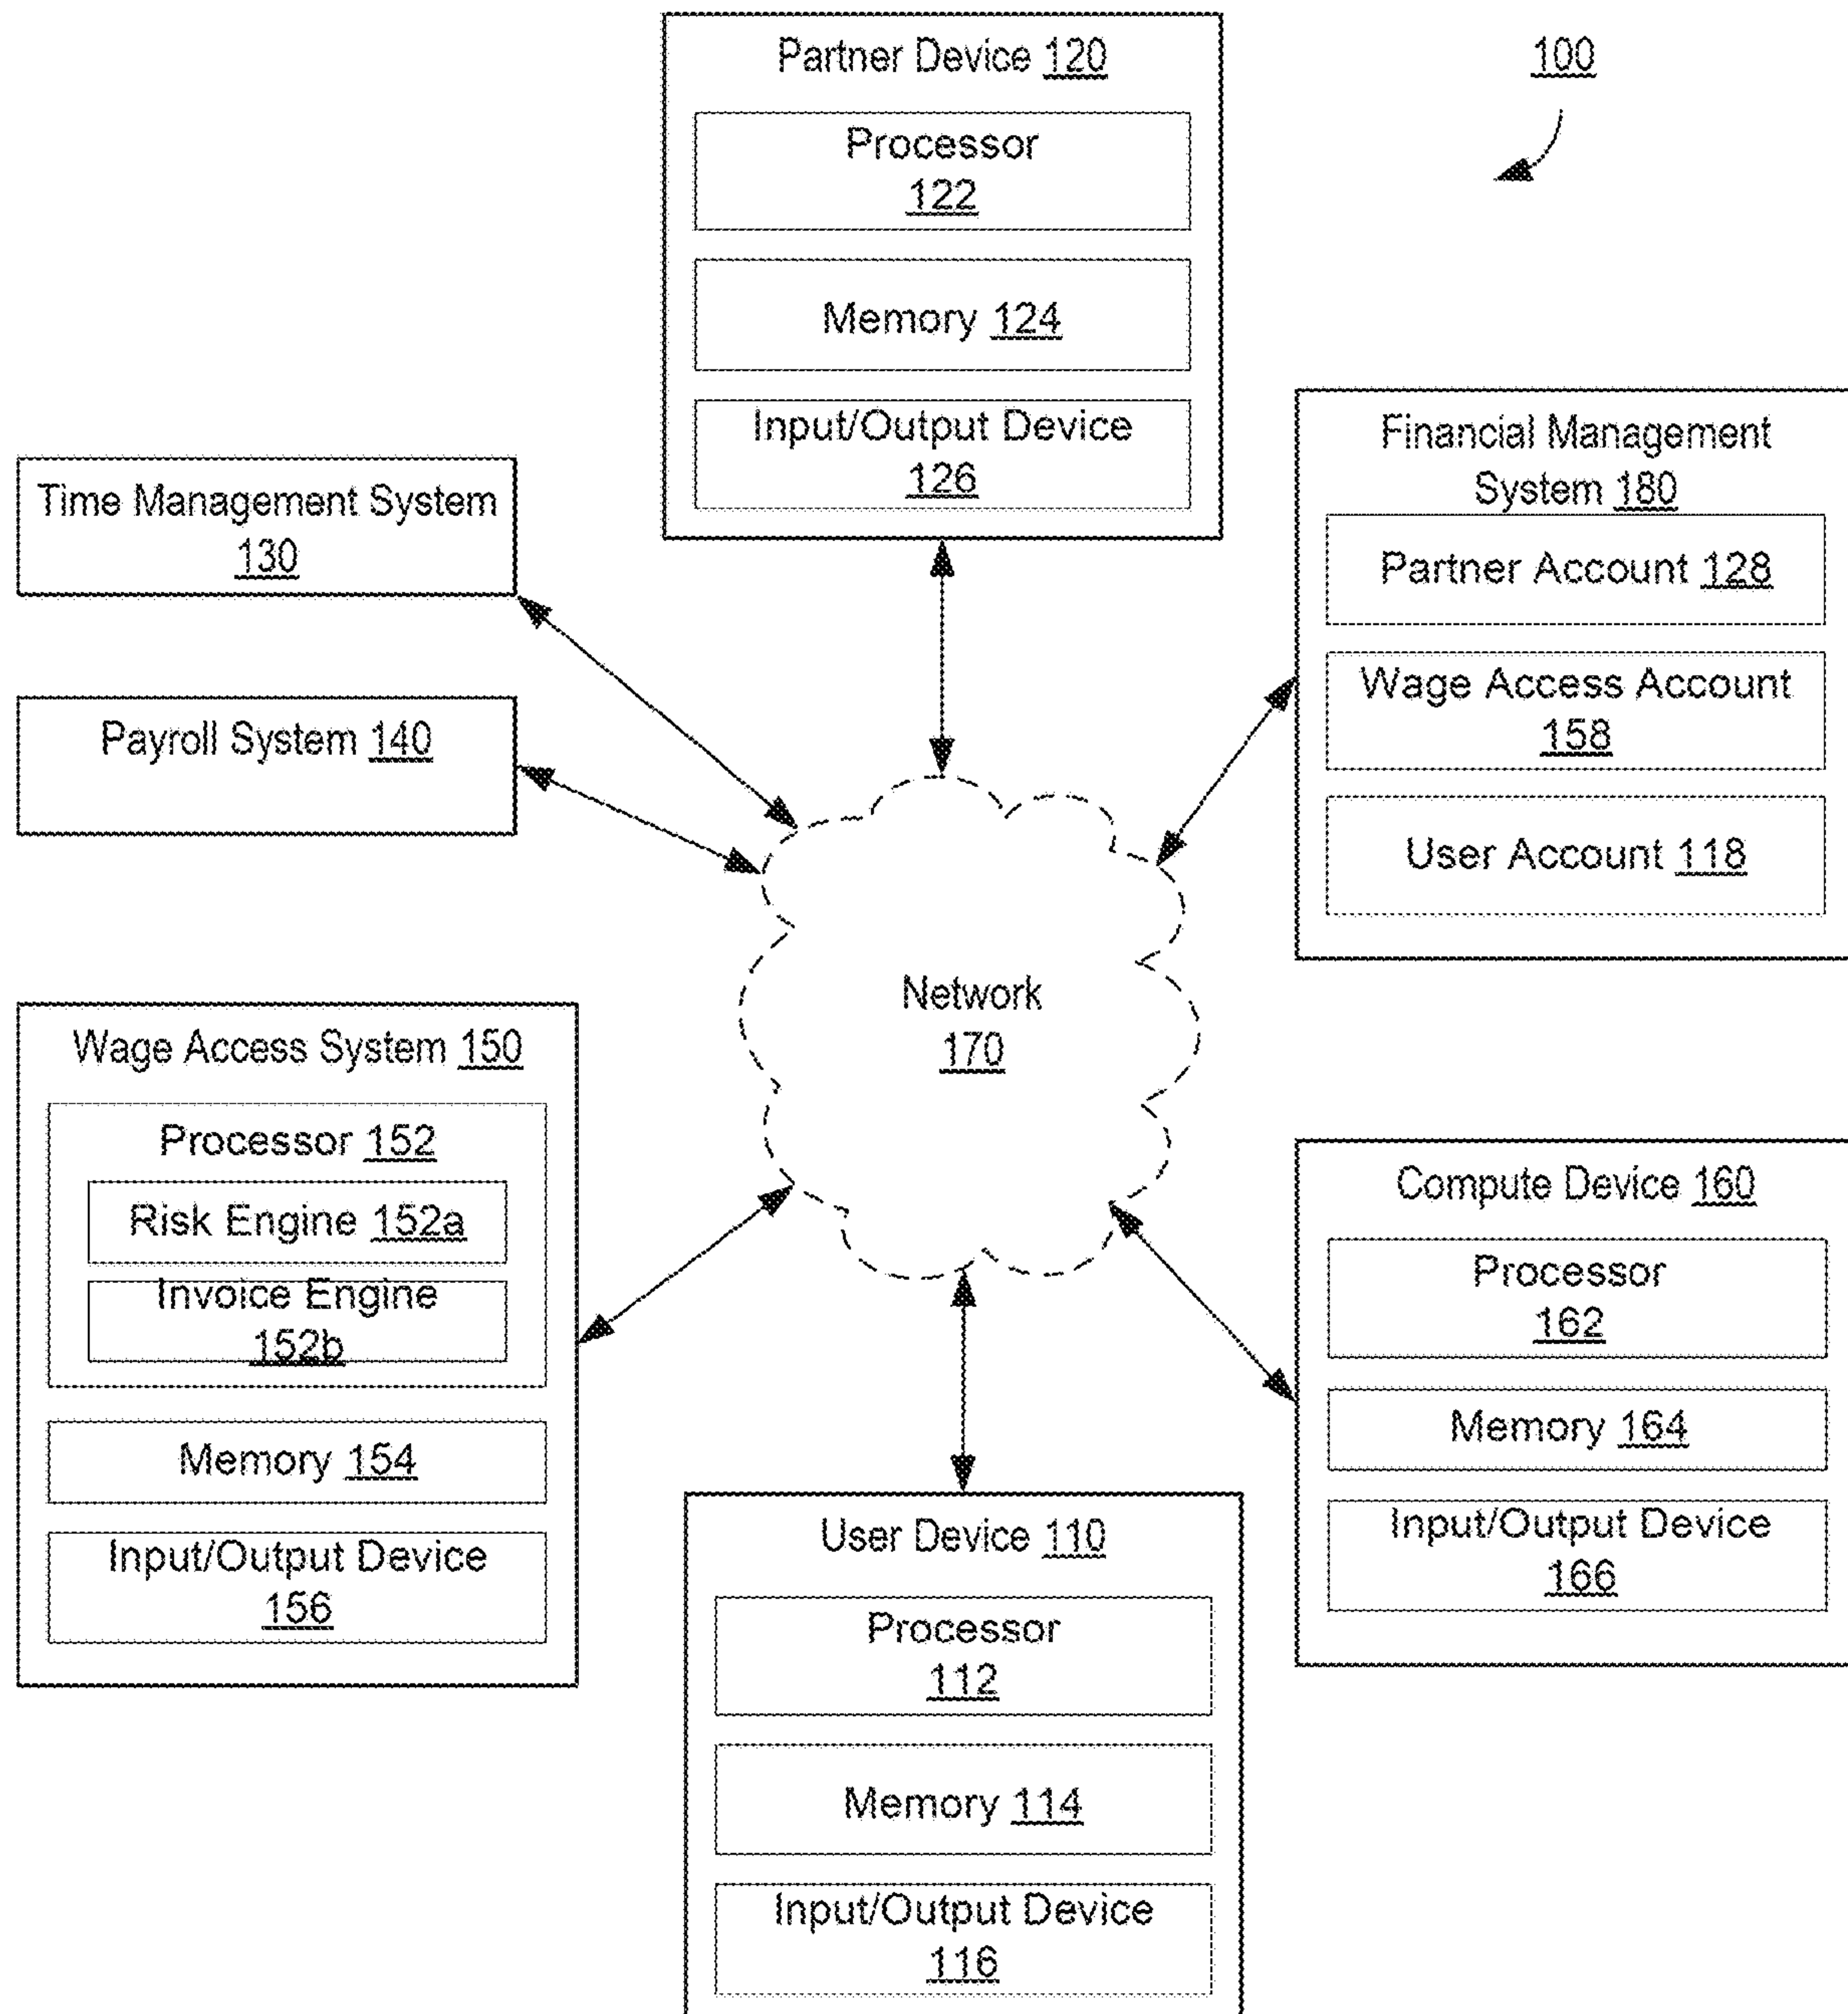 Partner Device 120
Processor
122
Memory 124
Input/Output Device
126
100
Time Management System
130
Payroll System 140
Financial Management
System 180
Partner Account 128
Wage Access Account
158
User Account 118
Network
170
Wage Access System 150
Processor 152
Risk Engine 152a
Invoice Engine
152b
Memory 154
Input/Output Device
156
Compute Device 160
Processor
162
Memory 164
Input/Output Device
166
User Device 110
Processor
112
Memory 114
Input/Output Device
116